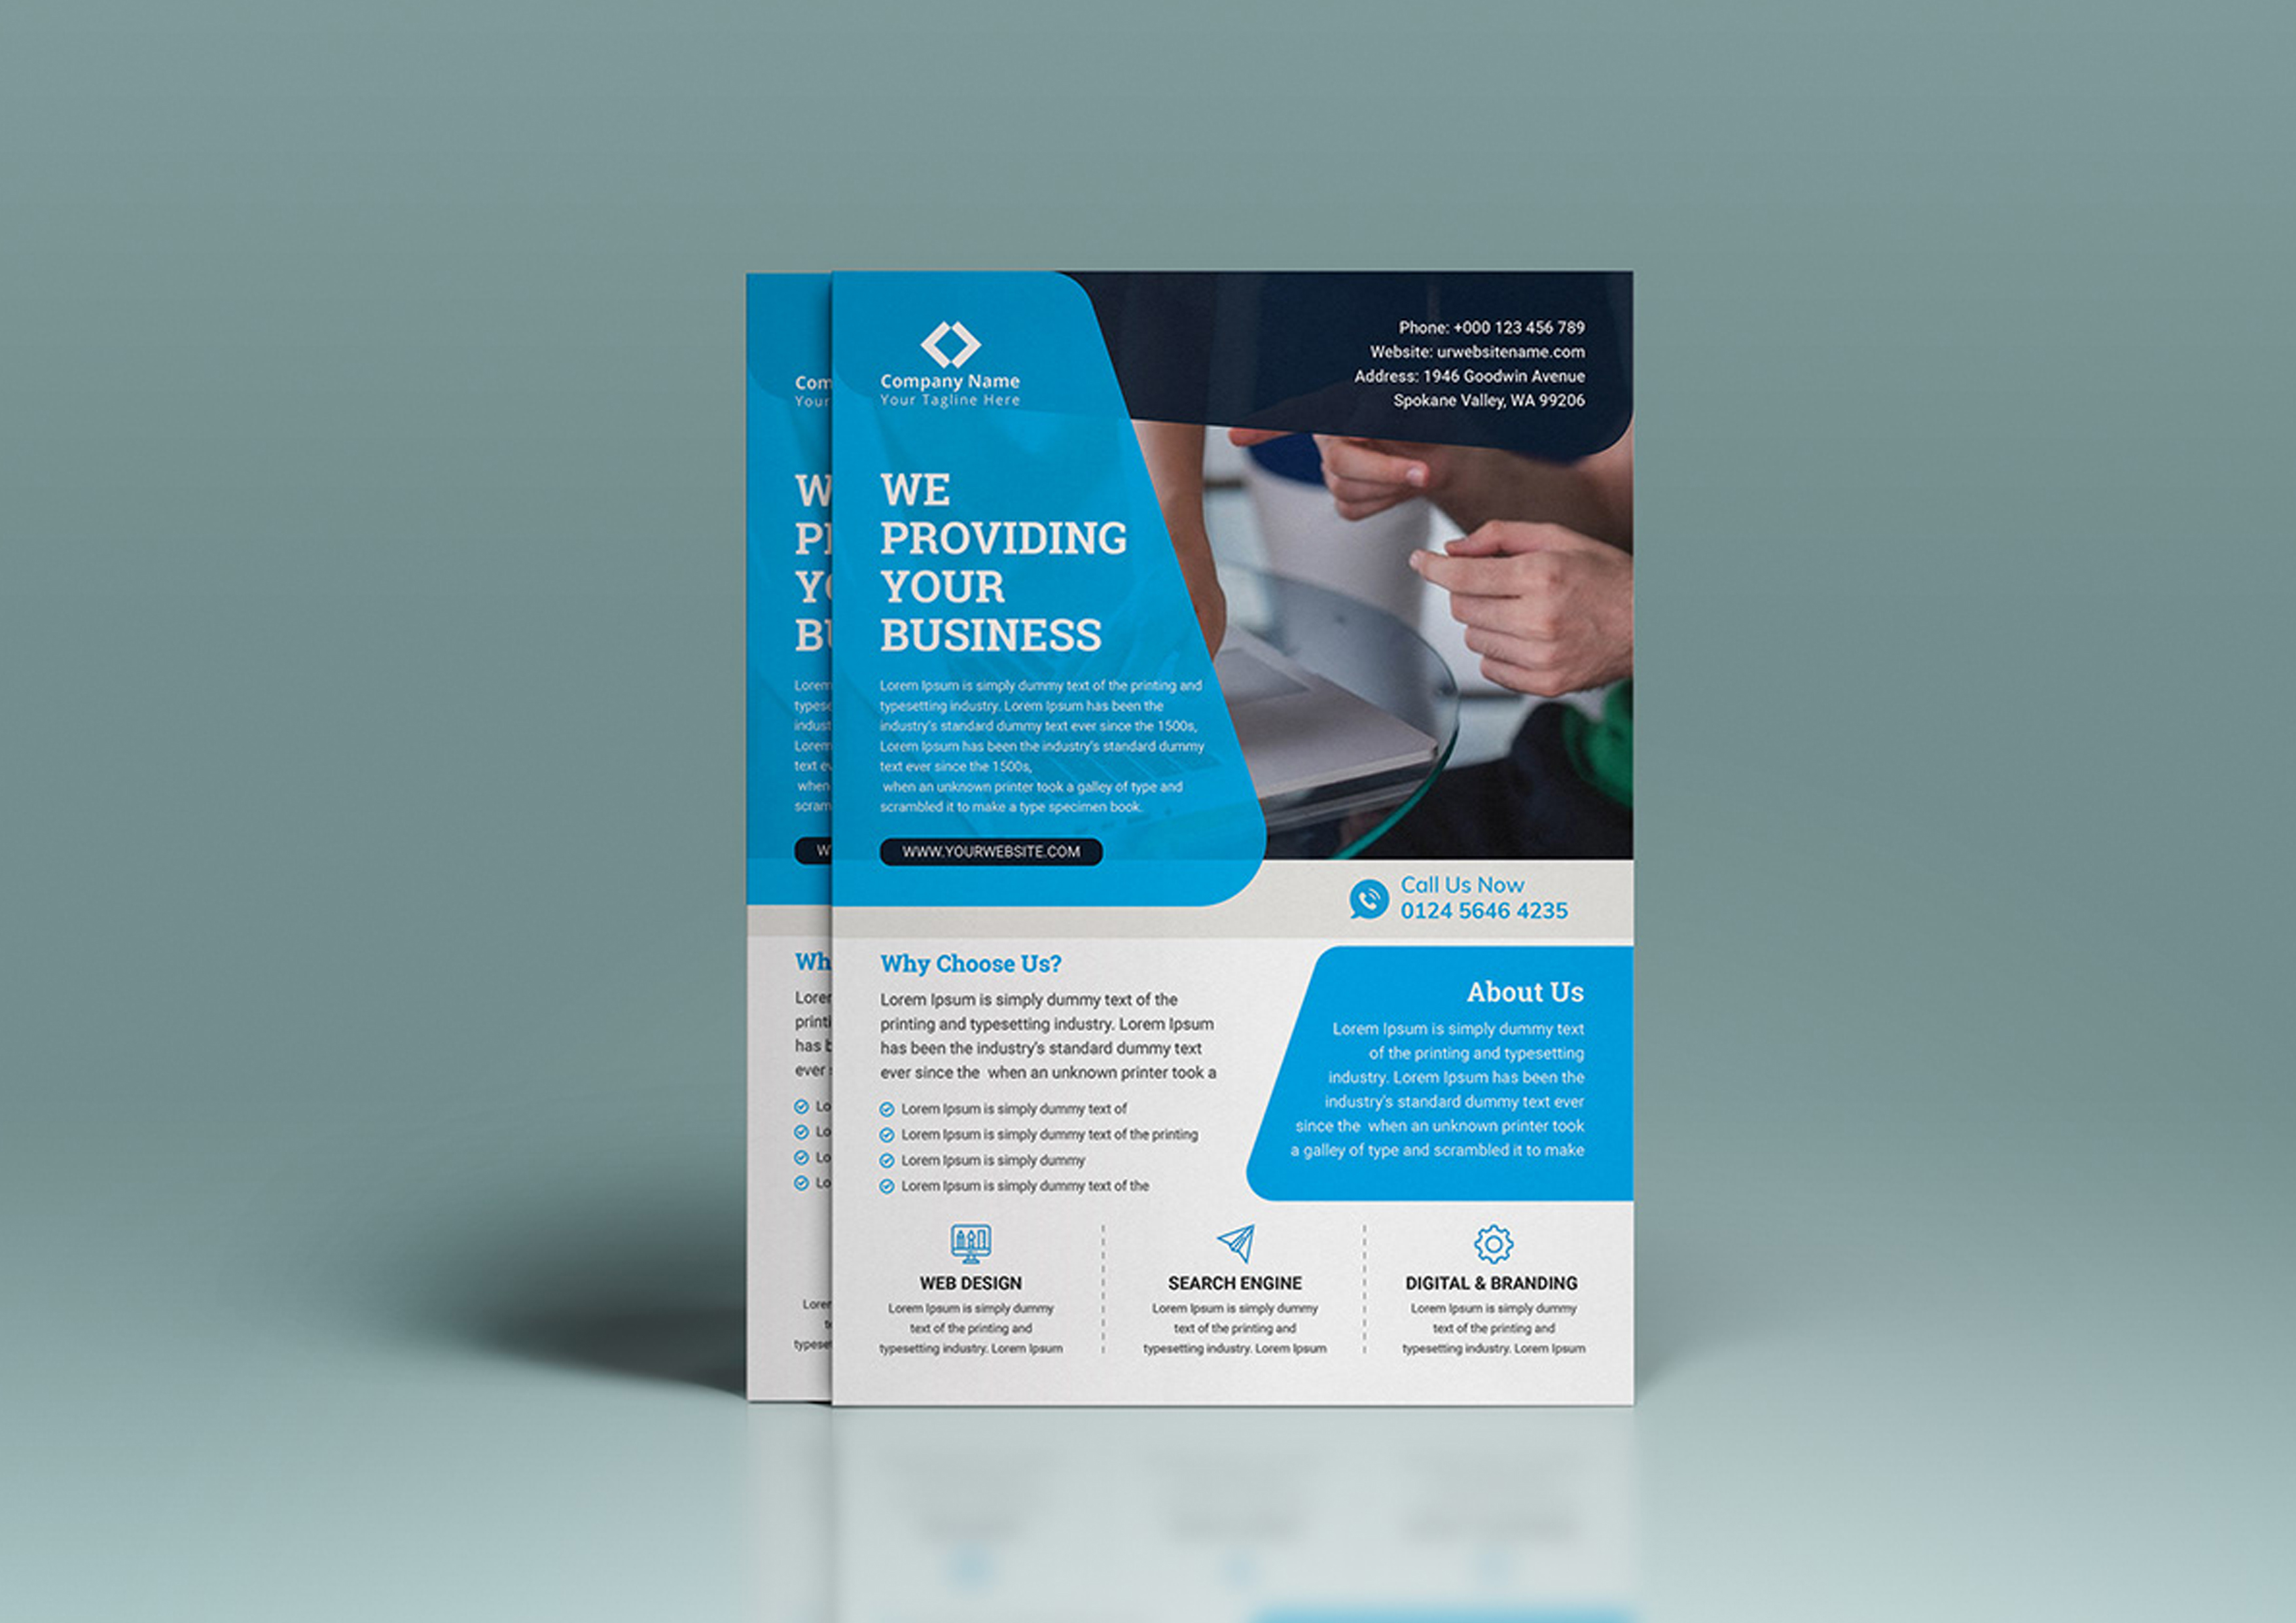 Company Name
Your Tagline Here
Phone: +000 123 456 789
Website: urwebsitename.com
Address: 1946 Goodwin Avenue
Spokane Valley, WA 99206
WE
PROVIDING
YOUR
BUSINESS
Lorem Ipsum is simply dummy text of the printing and
typesetting industry. Lorem Ipsum has been the
industry's standard dummy text ever since the 1500s,
Lorem Ipsum has been the industry's standard dummy
text ever since the 1500s,
when an unknown printer took a galley of type and
scrambled it to make a type specimen book.
WWW.YOURWEBSITE.COM
Call Us Now
0124 5646 4235
Why Choose Us?
Lorem Ipsum is simply dummy text of the
printing and typesetting industry. Lorem Ipsum
has been the industry's standard dummy text
ever since the when an unknown printer took a
Lorem Ipsum is simply dummy text of
Lorem Ipsum is simply dummy text of the printing
Lorem Ipsum is simply dummy
Lorem Ipsum is simply dummy text of the
About Us
Lorem Ipsum is simply dummy text
of the printing and typesetting
industry. Lorem Ipsum has been the
industry's standard dummy text ever
since the when an unknown printer took
a galley of type and scrambled it to make
WEB DESIGN
Lorem Ipsum is simply dummy
text of the printing and
typesetting industry. Lorem Ipsum
SEARCH ENGINE
Lorem Ipsum is simply dummy
text of the printing and
typesetting industry. Lorem Ipsum
DIGITAL & BRANDING
Lorem Ipsum is simply dummy
text of the printing and
typesetting industry. Lorem Ipsum